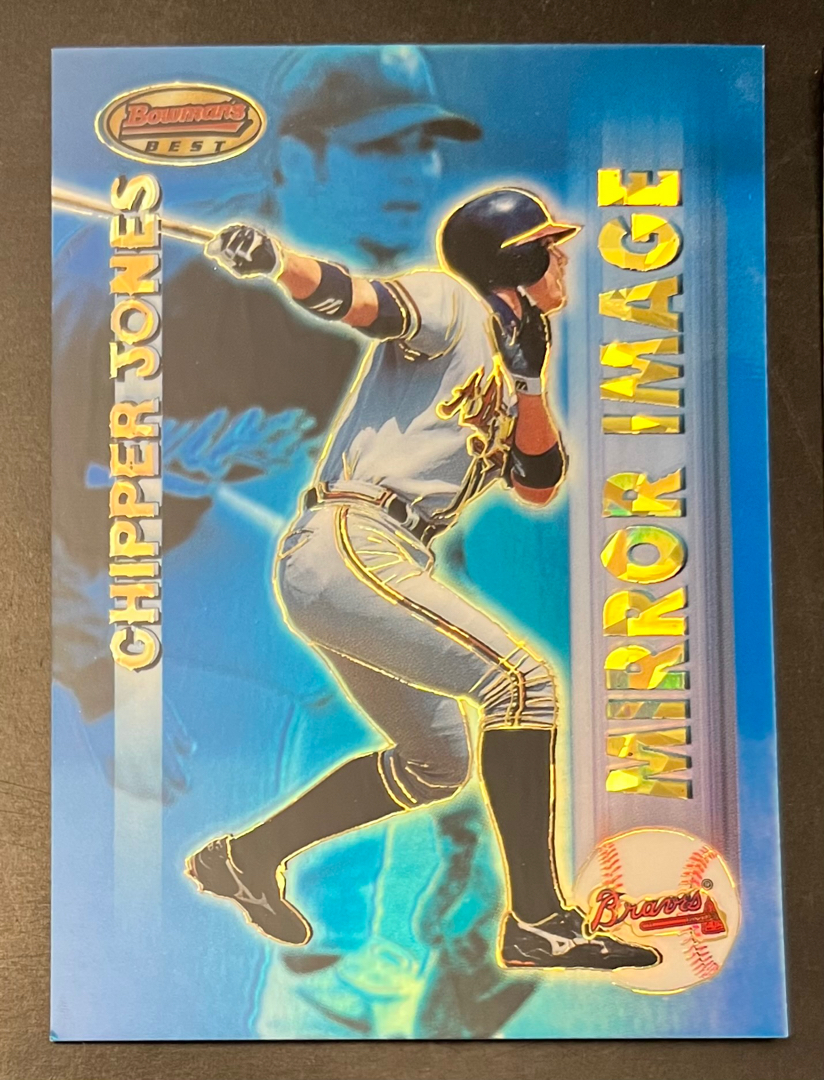 Bowman's
BEST
CHIPPER JONES
MIRROR IMAGE
Braves
©